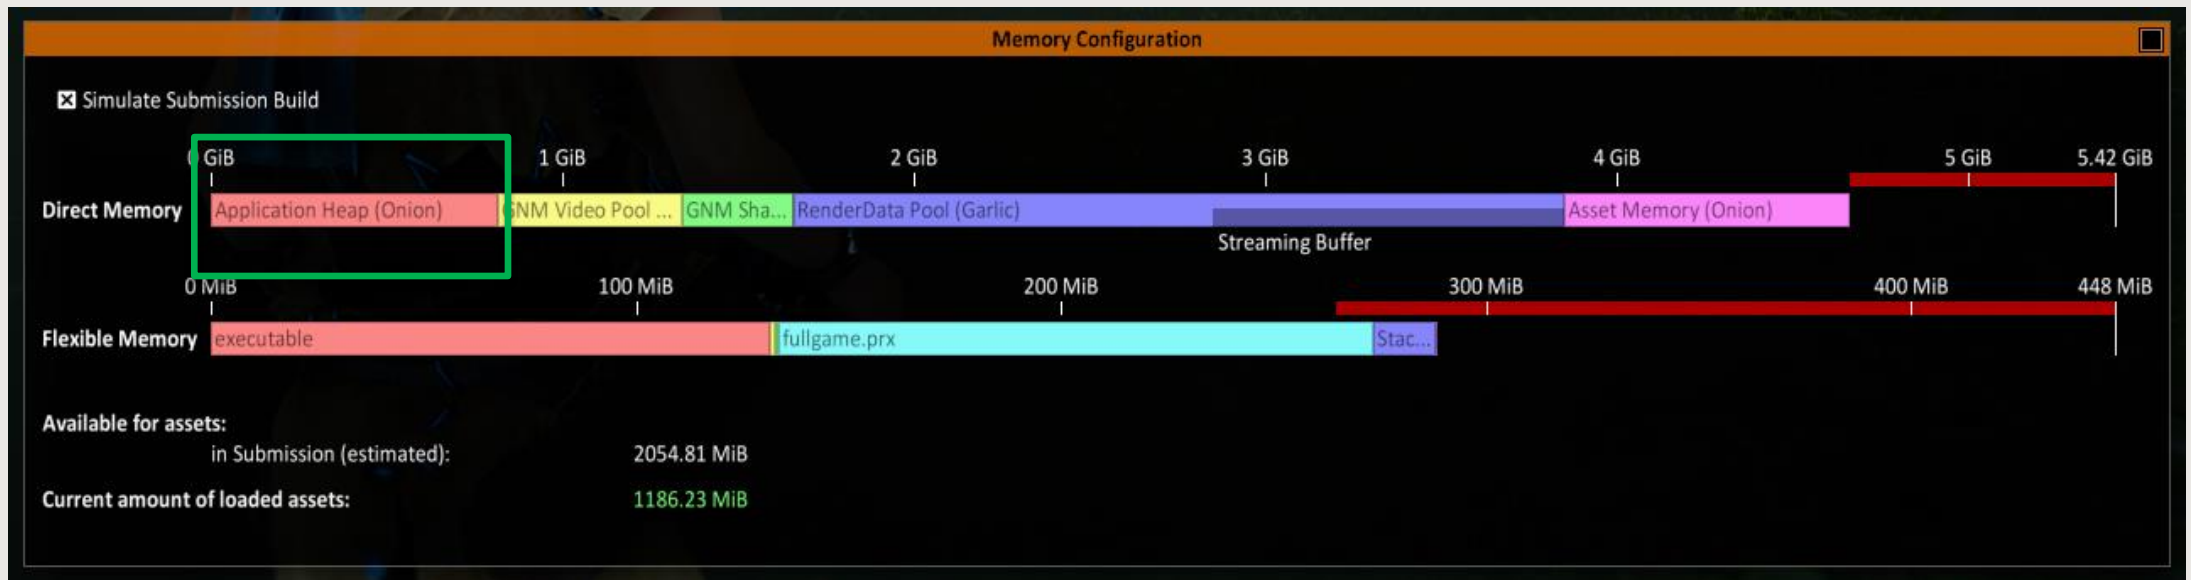 Memory Configuration
Simulate Submission Build
0 GiB 1 GiB 2 GiB 3 GiB 4 GiB 5 GiB 5.42 GiB
Direct Memory Application Heap (Onion) GNM Video Pool ... GNM Sha... RenderData Pool (Garlic) Asset Memory (Onion)
Streaming Buffer
0 MiB 100 MiB 200 MiB 300 MiB 400 MiB 448 MiB
Flexible Memory executable fullgame.prx Stac...
Available for assets:
in Submission (estimated): 2054.81 MiB
Current amount of loaded assets: 1186.23 MiB